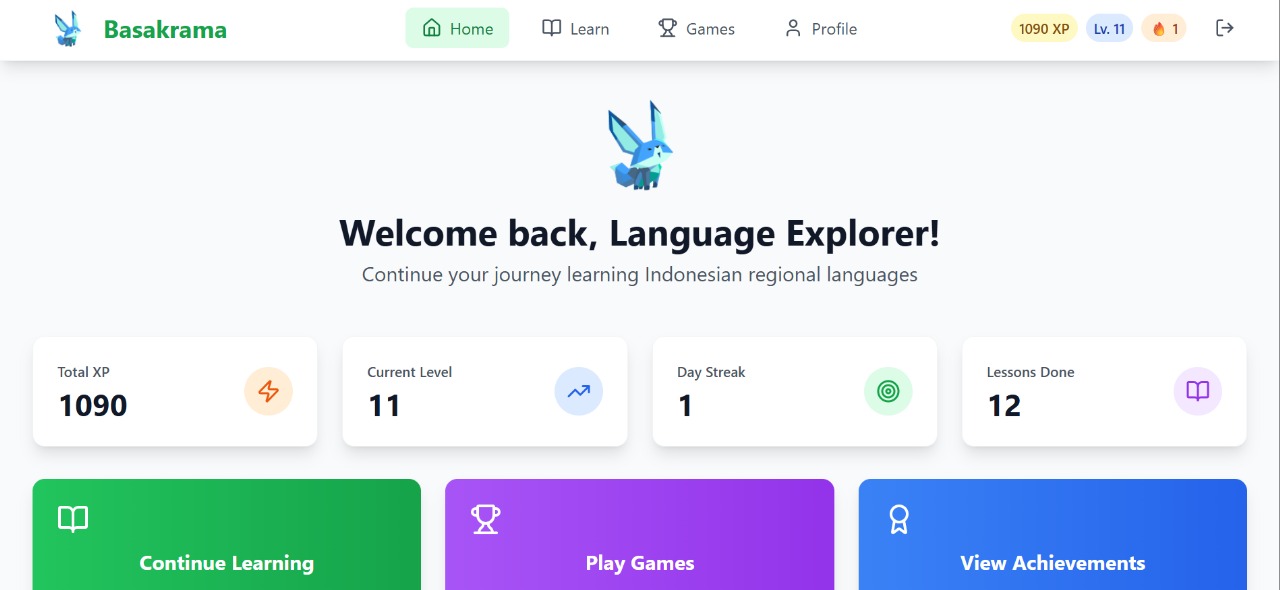 Basakrama
Home
Learn
Games
Profile
1090 XP
Lv. 11
1
Welcome back, Language Explorer!
Continue your journey learning Indonesian regional languages
Total XP
1090
Current Level
11
Day Streak
1
Lessons Done
12
Continue Learning
Play Games
View Achievements